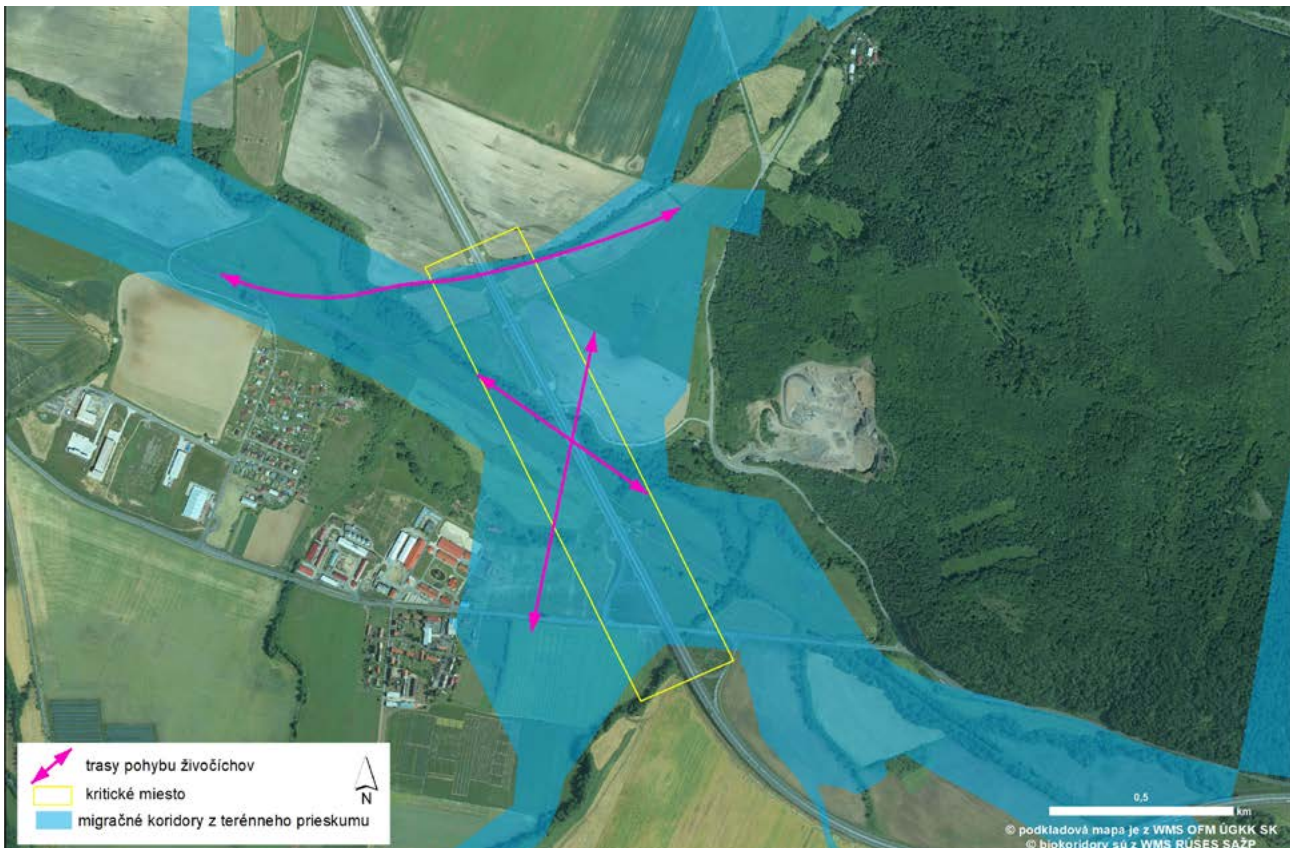 trasy pohybu živočíchov
kritické miesto
N
migračné koridory z terénneho prieskumu
0,5
km
© podkladová mapa je z WMS OFM ÚGKK SK
© biokoridory sú z WMS RÚSES SAŽP